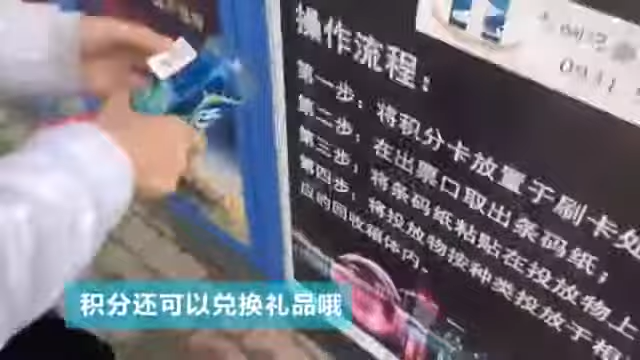 操作流程：
第一步：将积分卡放置于刷卡处
第二步：在出票口取出条码纸；
第三步：将条码纸粘贴在投放物上
第四步：将投放物按种类投放于相
应的回收箱体内。
积分还可以兑换礼品哦